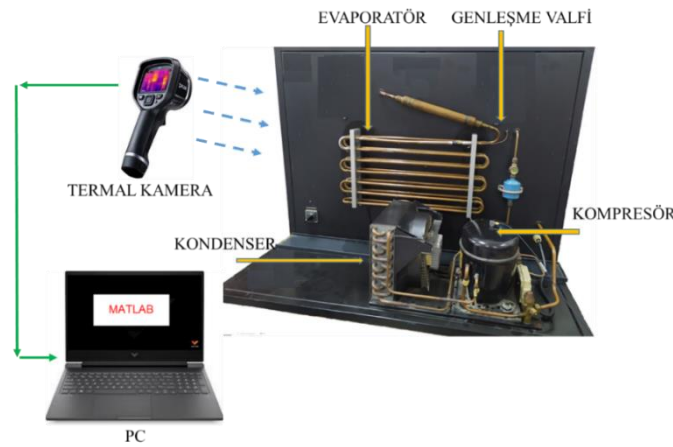 EVAPORATÖR
GENLEŞME VALFİ
TERMAL KAMERA
KOMPRESÖR
KONDENSER
MATLAB
PC